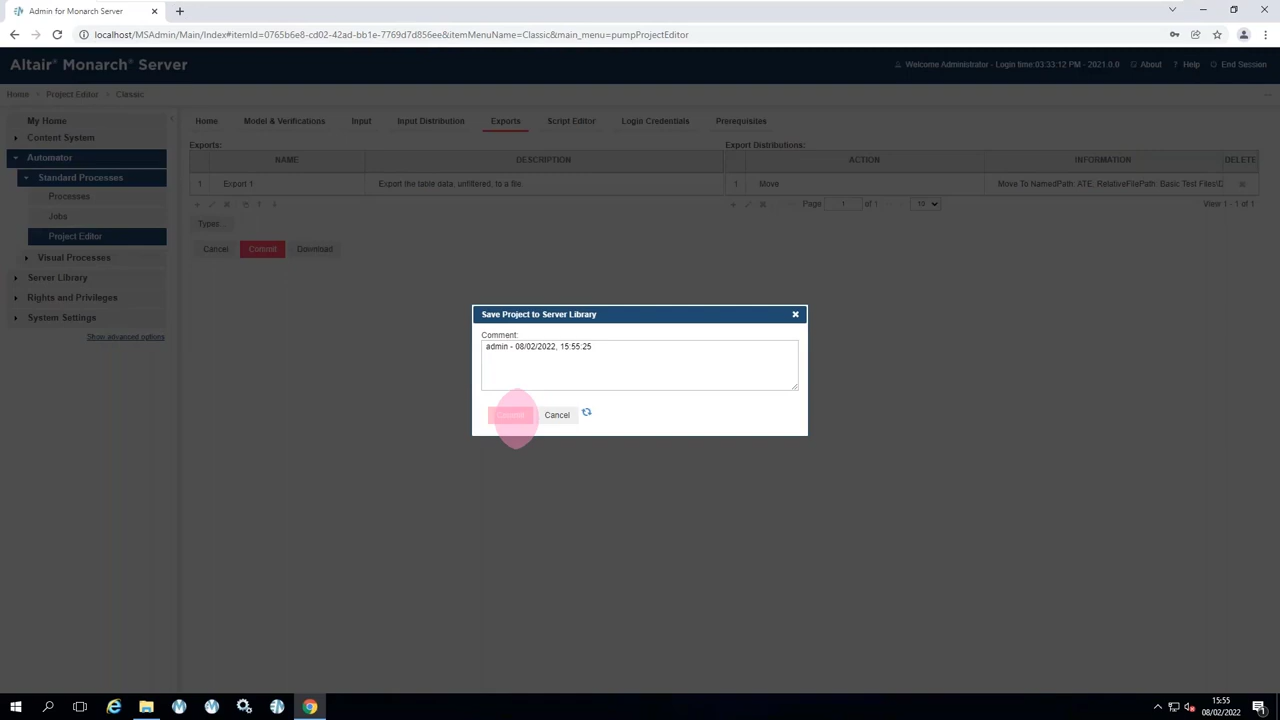 Admin for Monarch Server
localhost/MSAdmin/Main/Index#itemId=0765b6e8-cd02-42ad-bb1e-7769d7d856ee&itemMenuName=Classic&main_menu=pumpProjectEditor
Altair® Monarch® Server
Welcome Administrator - Login time:03:33:12 PM - 2021.0.0 About ? Help End Session
Home Project Editor Classic
My Home
Content System
Automator
Standard Processes
Processes
Jobs
Project Editor
Visual Processes
Server Library
Rights and Privileges
System Settings
Show advanced options
Home Model & Verifications Input Input Distribution Exports Script Editor Login Credentials Prerequisites
Exports: Export Distributions:
NAME DESCRIPTION ACTION INFORMATION DELETE
1 Export 1 Export the table data, unfiltered, to a file 1 Move Move To NamedPath: ATE, RelativeFilePath: Basic Test Files\D
Page 1 of 1 10 View 1 - 1 of 1
Types...
Cancel Commit Download
Save Project to Server Library
Comment:
admin - 08/02/2022, 15:55:25
Commit Cancel
15:55
08/02/2022
1